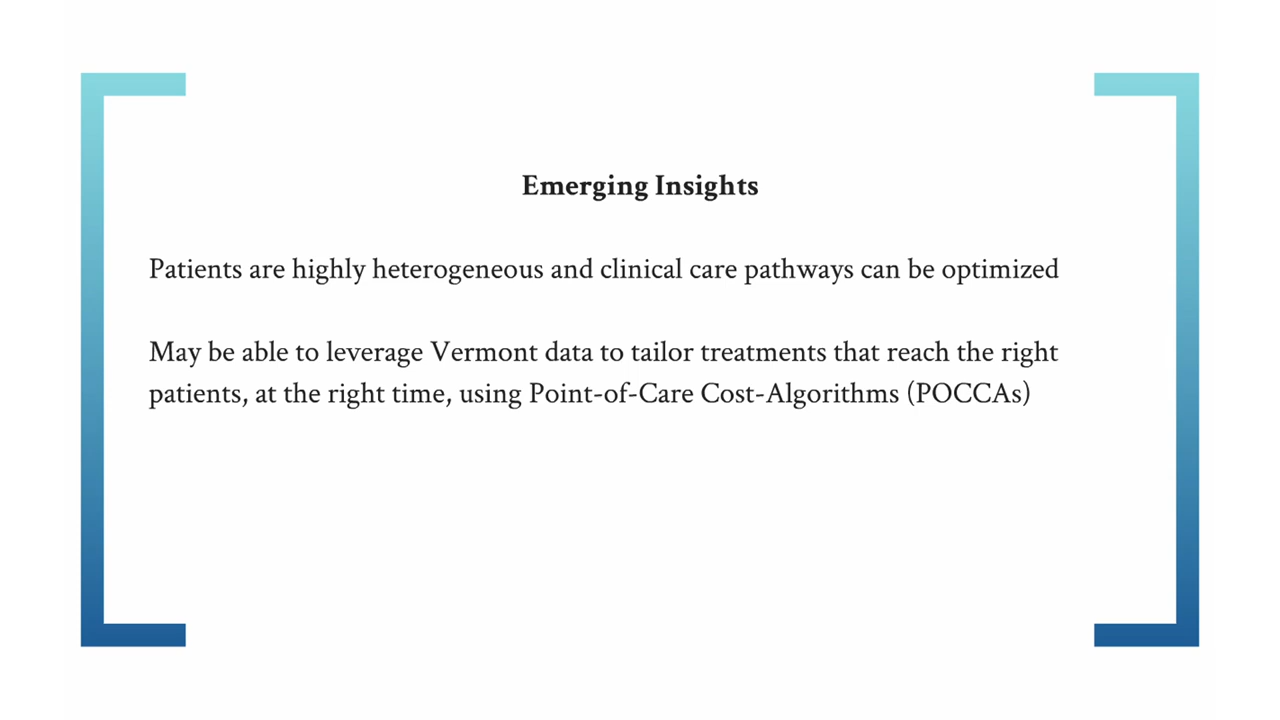 Emerging Insights
Patients are highly heterogeneous and clinical care pathways can be optimized
May be able to leverage Vermont data to tailor treatments that reach the right
patients, at the right time, using Point-of-Care Cost-Algorithms (POCCAs)